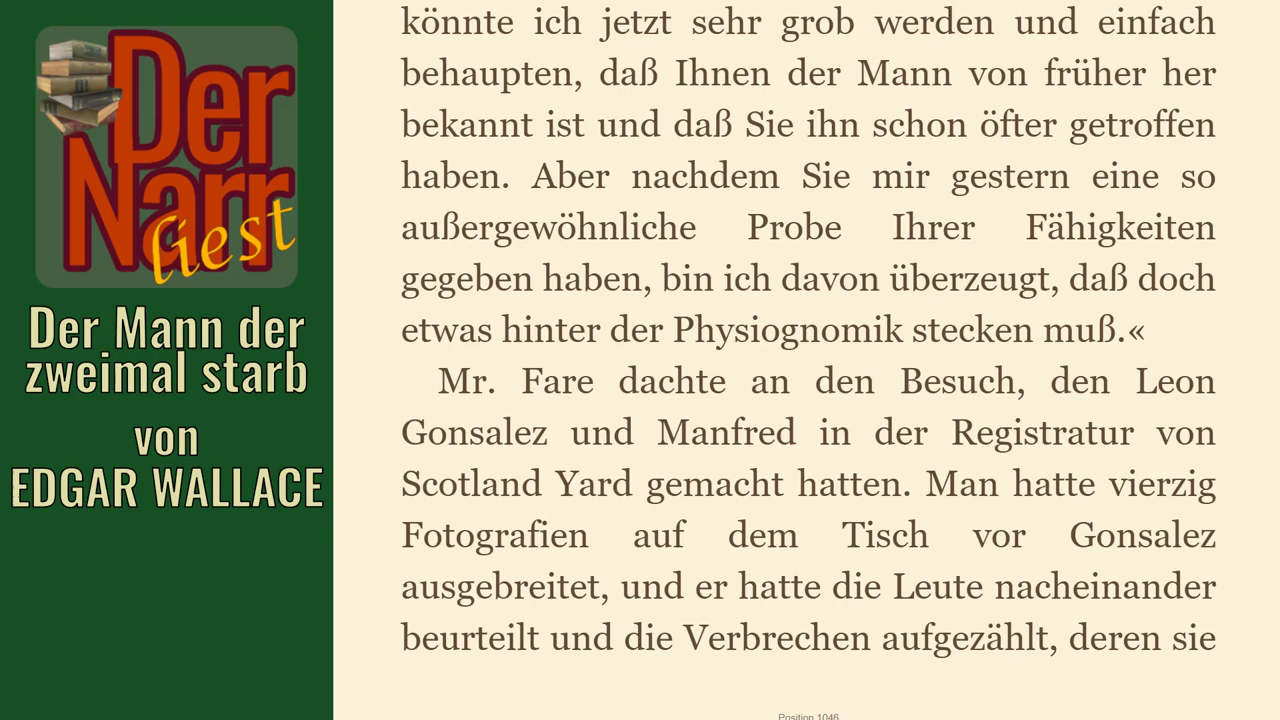 Der
Narr
liest
Der Mann der
zweimal starb
von
EDGAR WALLACE
könnte ich jetzt sehr grob werden und einfach
behaupten, daß Ihnen der Mann von früher her
bekannt ist und daß Sie ihn schon öfter getroffen
haben. Aber nachdem Sie mir gestern eine so
außergewöhnliche Probe Ihrer Fähigkeiten
gegeben haben, bin ich davon überzeugt, daß doch
etwas hinter der Physiognomik stecken muß.«
Mr. Fare dachte an den Besuch, den Leon
Gonsalez und Manfred in der Registratur von
Scotland Yard gemacht hatten. Man hatte vierzig
Fotografien auf dem Tisch vor Gonsalez
ausgebreitet, und er hatte die Leute nacheinander
beurteilt und die Verbrechen aufgezählt, deren sie
Position 1046